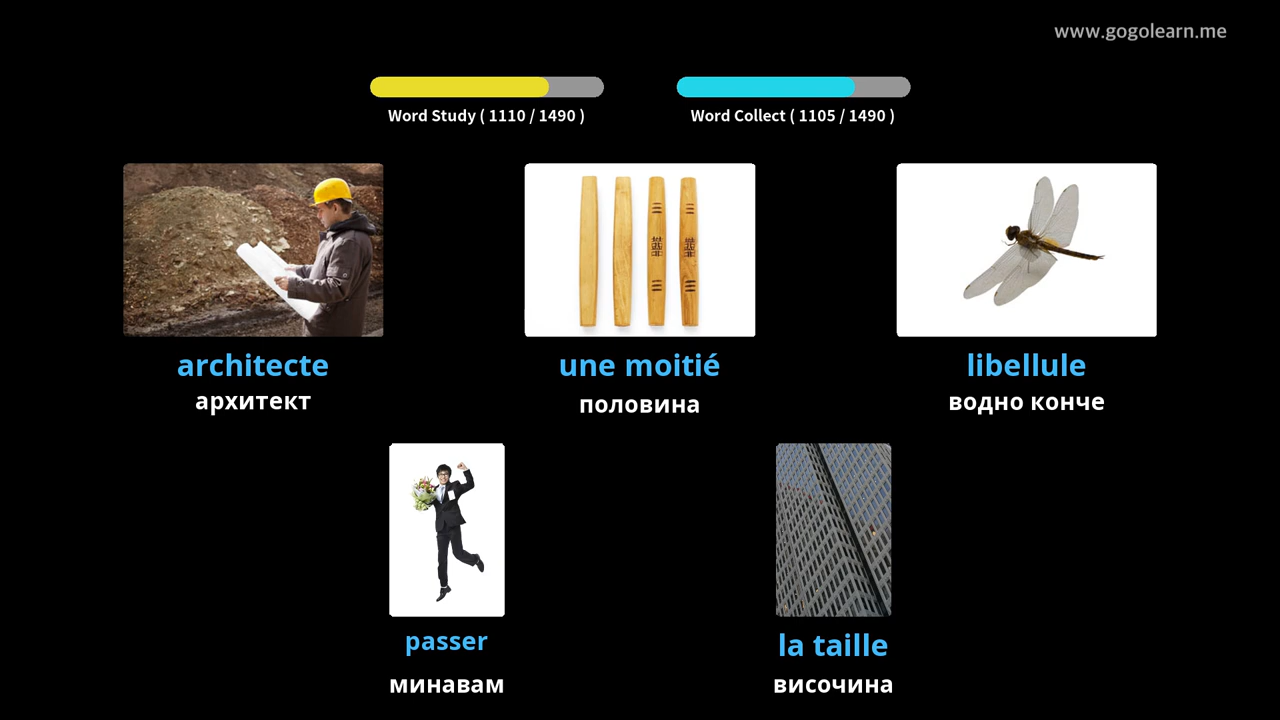 www.gogolearn.me
Word Study ( 1110 / 1490 )
Word Collect ( 1105 / 1490 )
architecte
архитект
une moitié
половина
libellule
водно конче
passer
минавам
la taille
височина